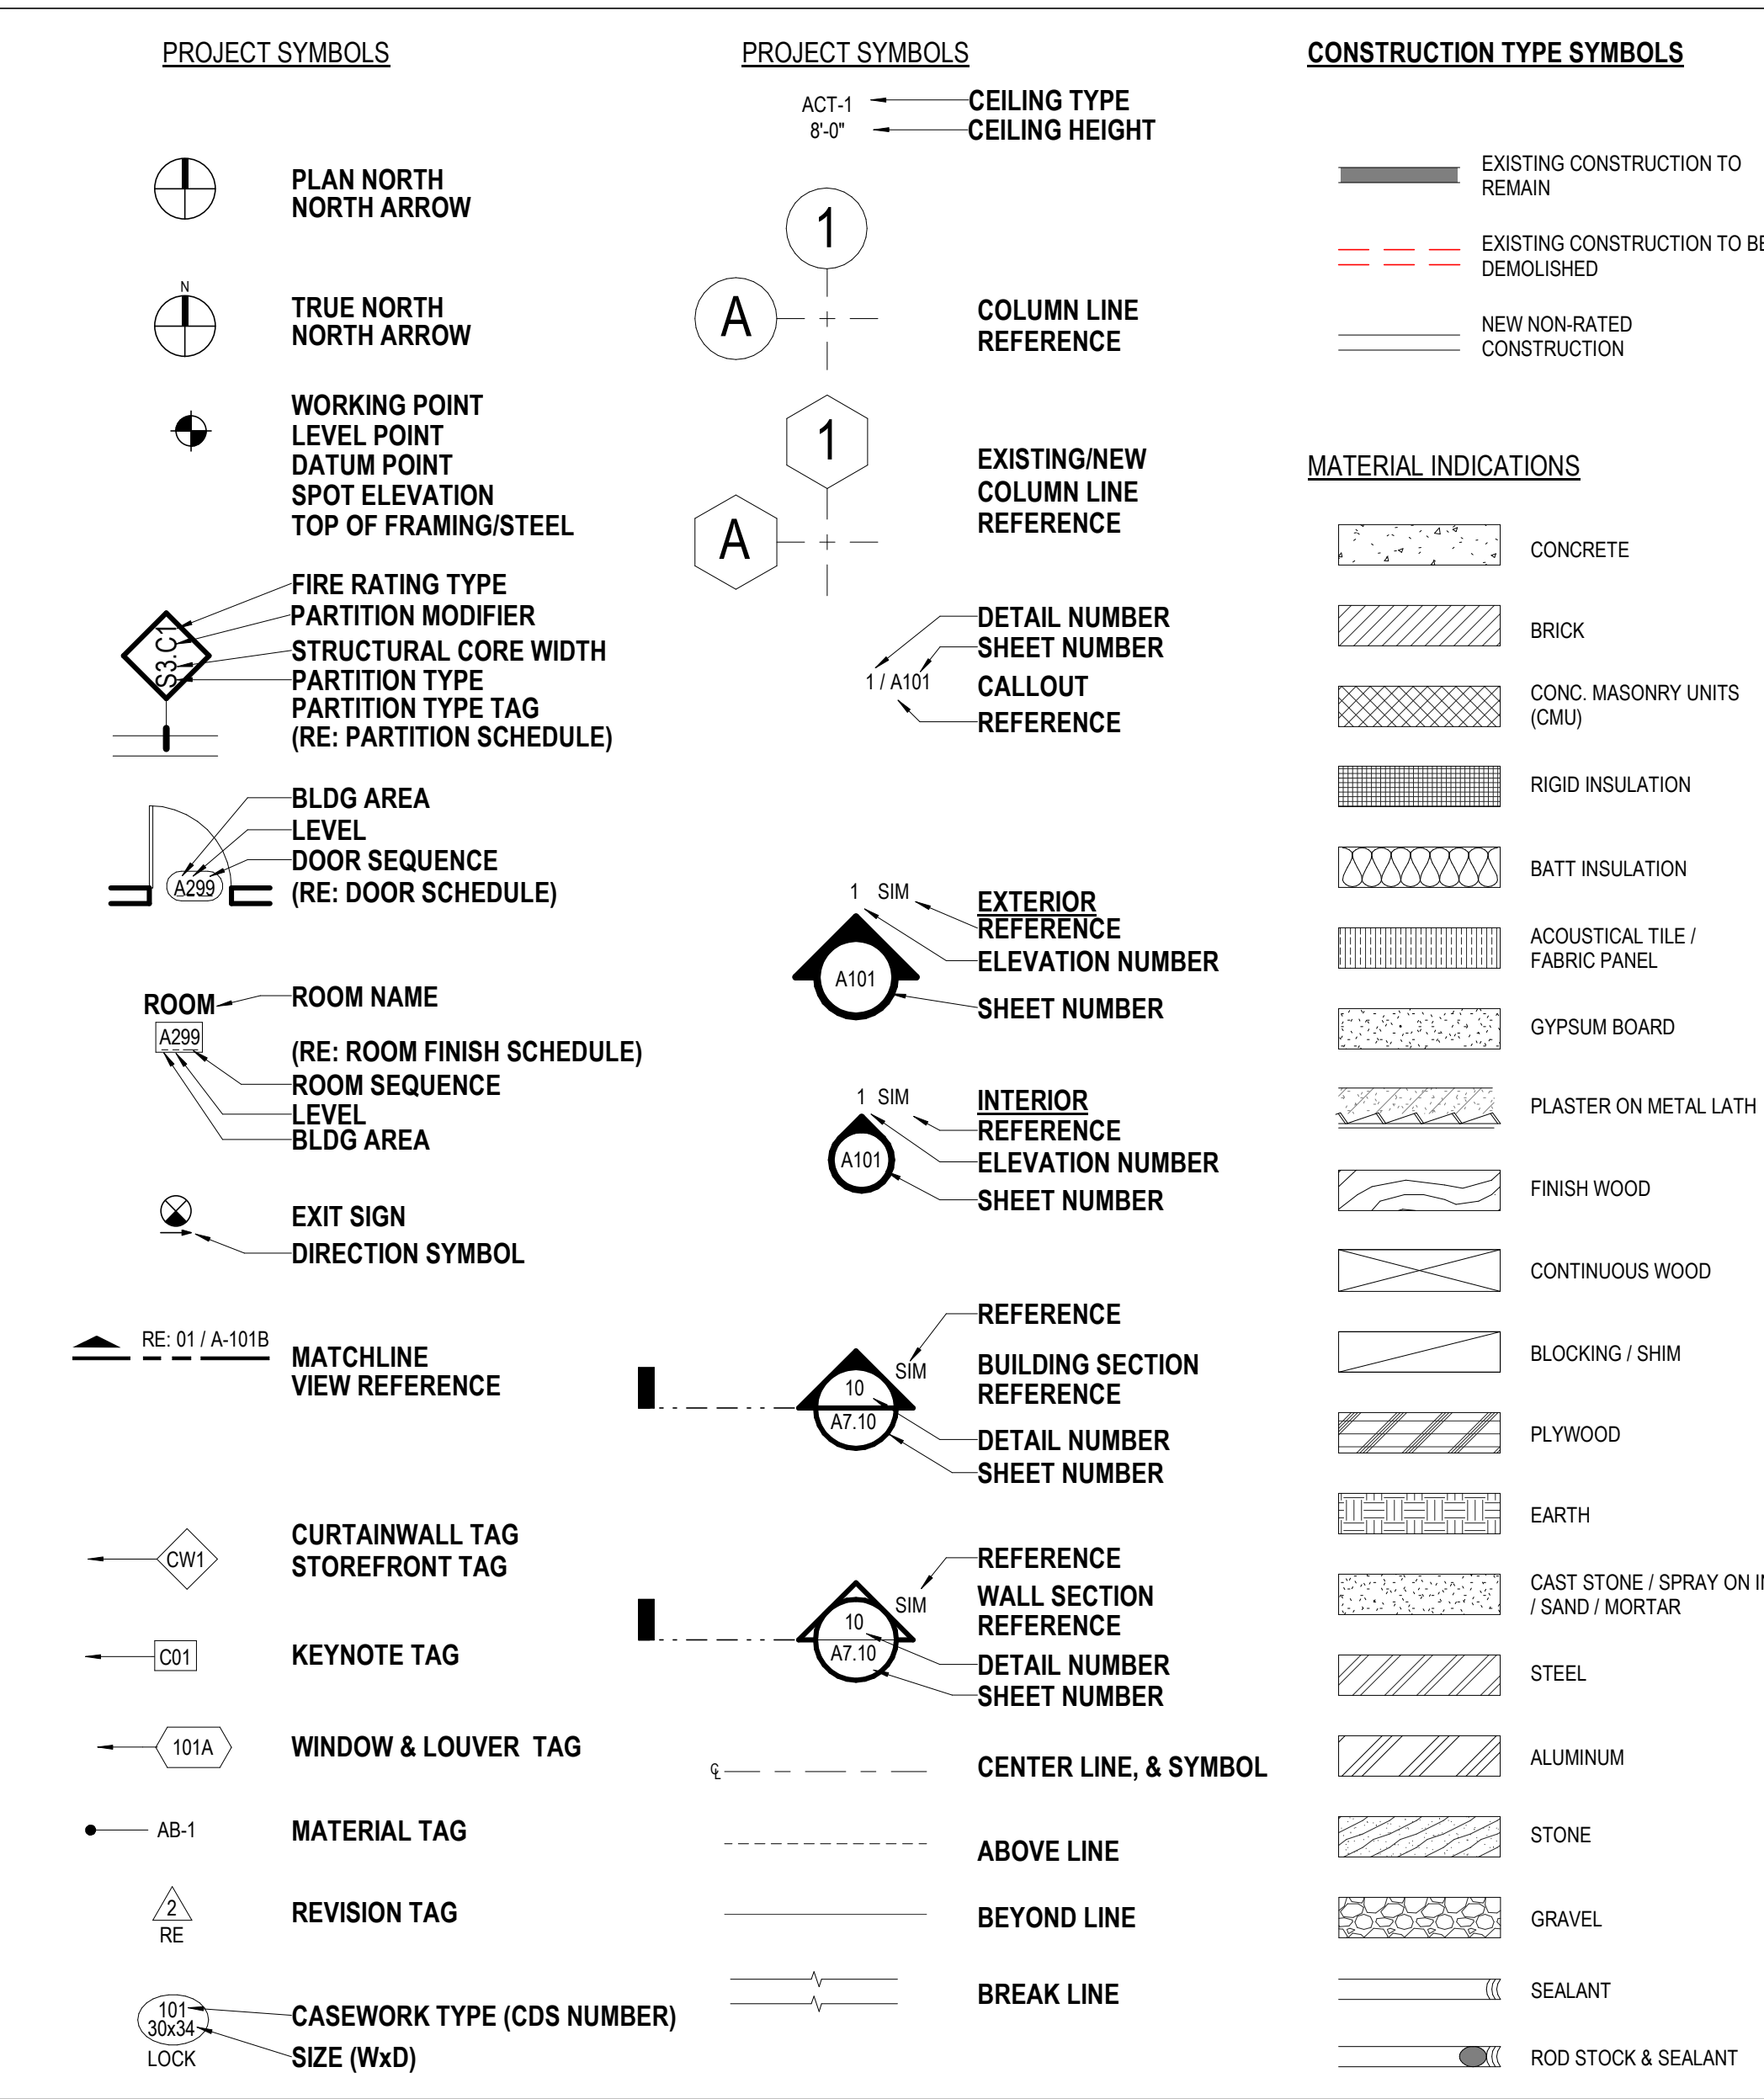 PROJECT SYMBOLS
PLAN NORTH
NORTH ARROW
N
TRUE NORTH
NORTH ARROW
WORKING POINT
LEVEL POINT
DATUM POINT
SPOT ELEVATION
TOP OF FRAMING/STEEL
S3.C1
FIRE RATING TYPE
PARTITION MODIFIER
STRUCTURAL CORE WIDTH
PARTITION TYPE
PARTITION TYPE TAG
(RE: PARTITION SCHEDULE)
A299
BLDG AREA
LEVEL
DOOR SEQUENCE
(RE: DOOR SCHEDULE)
ROOM
A299
ROOM NAME
(RE: ROOM FINISH SCHEDULE)
ROOM SEQUENCE
LEVEL
BLDG AREA
EXIT SIGN
DIRECTION SYMBOL
RE: 01 / A-101B
MATCHLINE
VIEW REFERENCE
CW1
CURTAINWALL TAG
STOREFRONT TAG
C01
KEYNOTE TAG
101A
WINDOW & LOUVER TAG
AB-1
MATERIAL TAG
2
RE
REVISION TAG
101
30x34
LOCK
CASEWORK TYPE (CDS NUMBER)
SIZE (WxD)
PROJECT SYMBOLS
ACT-1
8'-0"
CEILING TYPE
CEILING HEIGHT
1
A
COLUMN LINE
REFERENCE
1
A
EXISTING/NEW
COLUMN LINE
REFERENCE
1 / A101
DETAIL NUMBER
SHEET NUMBER
CALLOUT
REFERENCE
1 SIM
A101
EXTERIOR
REFERENCE
ELEVATION NUMBER
SHEET NUMBER
1 SIM
A101
INTERIOR
REFERENCE
ELEVATION NUMBER
SHEET NUMBER
SIM
10
A7.10
REFERENCE
BUILDING SECTION
REFERENCE
DETAIL NUMBER
SHEET NUMBER
SIM
10
A7.10
REFERENCE
WALL SECTION
REFERENCE
DETAIL NUMBER
SHEET NUMBER
℄
CENTER LINE, & SYMBOL
ABOVE LINE
BEYOND LINE
BREAK LINE
CONSTRUCTION TYPE SYMBOLS
EXISTING CONSTRUCTION TO
REMAIN
EXISTING CONSTRUCTION TO
DEMOLISHED
NEW NON-RATED
CONSTRUCTION
MATERIAL INDICATIONS
CONCRETE
BRICK
CONC. MASONRY UNITS
(CMU)
RIGID INSULATION
BATT INSULATION
ACOUSTICAL TILE /
FABRIC PANEL
GYPSUM BOARD
PLASTER ON METAL LATH
FINISH WOOD
CONTINUOUS WOOD
BLOCKING / SHIM
PLYWOOD
EARTH
CAST STONE / SPRAY ON
/ SAND / MORTAR
STEEL
ALUMINUM
STONE
GRAVEL
SEALANT
ROD STOCK & SEALANT